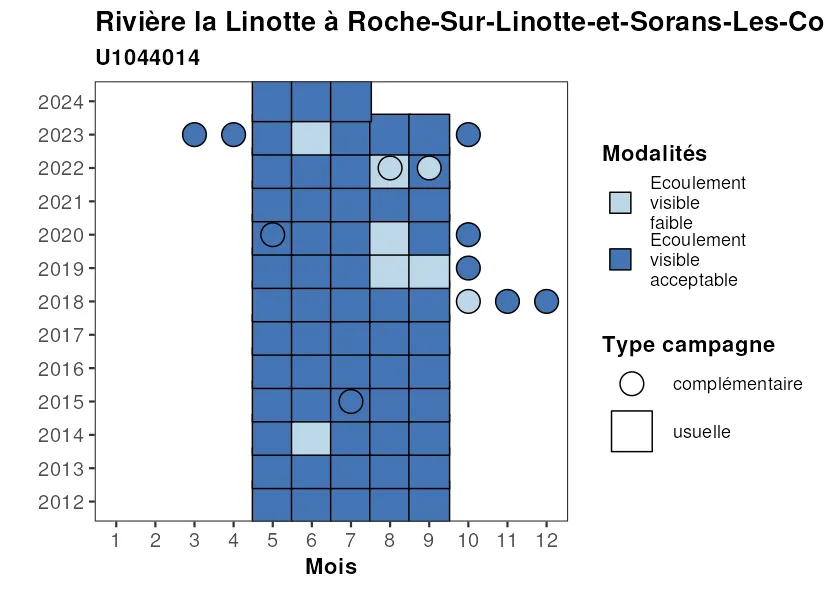 Rivière la Linotte à Roche-Sur-Linotte-et-Sorans-Les-Co
U1044014
2024
2023
2022
2021
2020
2019
2018
2017
2016
2015
2014
2013
2012
1 2 3 4 5 6 7 8 9 10 11 12
Mois
Modalités
Ecoulement
visible
faible
Ecoulement
visible
acceptable
Type campagne
complémentaire
usuelle